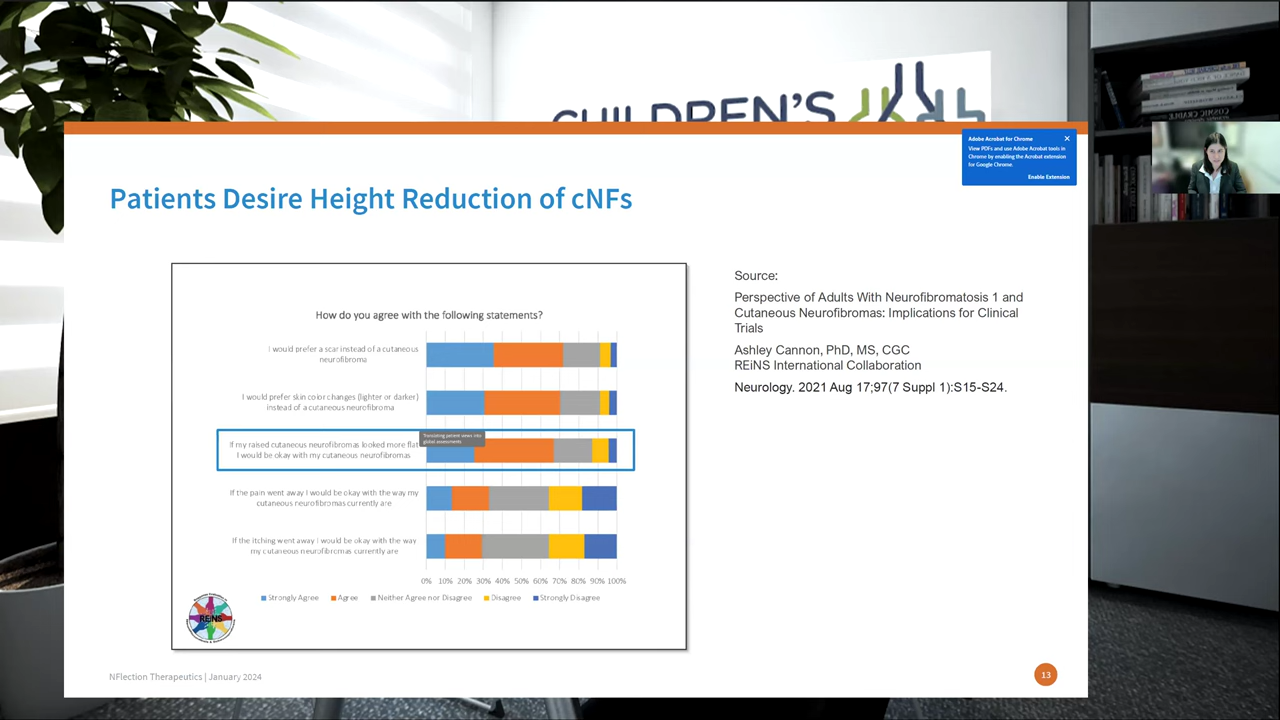 CHILDREN'S
Adobe Acrobat for Chrome
View PDFs and use Adobe Acrobat tools in
Chrome by enabling the Acrobat extension
for Google Chrome.
Enable Extension
Patients Desire Height Reduction of cNFs
How do you agree with the following statements?
I would prefer a scar instead of a cutaneous
neurofibroma
I would prefer skin color changes (lighter or darker)
instead of a cutaneous neurofibroma
If my raised cutaneous neurofibromas looked more flat
I would be okay with my cutaneous neurofibromas
Translating patient views into
global assessments
If the pain went away I would be okay with the way my
cutaneous neurofibromas currently are
If the itching went away I would be okay with the way
my cutaneous neurofibromas currently are
0% 10% 20% 30% 40% 50% 60% 70% 80% 90% 100%
Strongly Agree Agree Neither Agree nor Disagree Disagree Strongly Disagree
REiNS
Source:
Perspective of Adults With Neurofibromatosis 1 and
Cutaneous Neurofibromas: Implications for Clinical
Trials
Ashley Cannon, PhD, MS, CGC
REiNS International Collaboration
Neurology. 2021 Aug 17;97(7 Suppl 1):S15-S24.
NFlection Therapeutics | January 2024
13